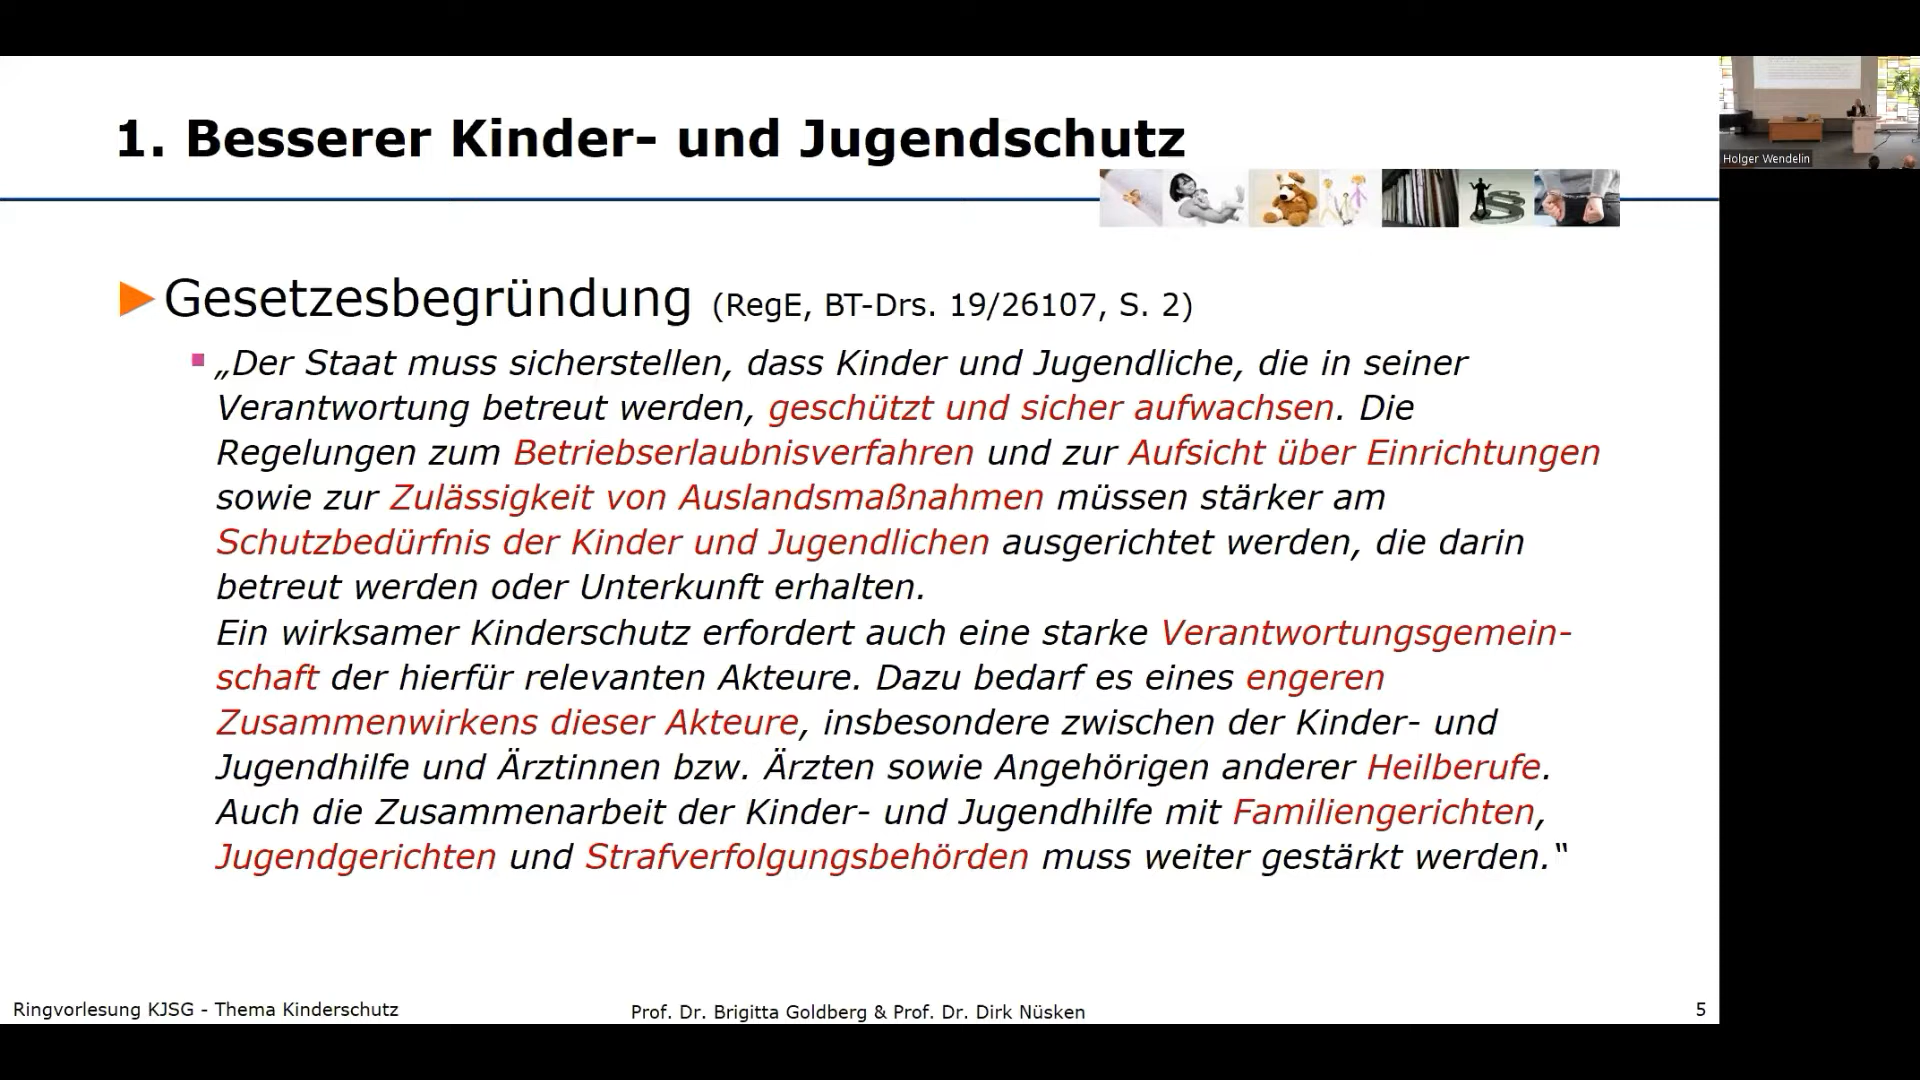 1. Besserer Kinder- und Jugendschutz
Holger Wendelin
Gesetzesbegründung (RegE, BT-Drs. 19/26107, S. 2)
„Der Staat muss sicherstellen, dass Kinder und Jugendliche, die in seiner
Verantwortung betreut werden, geschützt und sicher aufwachsen. Die
Regelungen zum Betriebserlaubnisverfahren und zur Aufsicht über Einrichtungen
sowie zur Zulässigkeit von Auslandsmaßnahmen müssen stärker am
Schutzbedürfnis der Kinder und Jugendlichen ausgerichtet werden, die darin
betreut werden oder Unterkunft erhalten.
Ein wirksamer Kinderschutz erfordert auch eine starke Verantwortungsgemein-
schaft der hierfür relevanten Akteure. Dazu bedarf es eines engeren
Zusammenwirkens dieser Akteure, insbesondere zwischen der Kinder- und
Jugendhilfe und Ärztinnen bzw. Ärzten sowie Angehörigen anderer Heilberufe.
Auch die Zusammenarbeit der Kinder- und Jugendhilfe mit Familiengerichten,
Jugendgerichten und Strafverfolgungsbehörden muss weiter gestärkt werden.“
Ringvorlesung KJSG - Thema Kinderschutz
Prof. Dr. Brigitta Goldberg & Prof. Dr. Dirk Nüsken
5